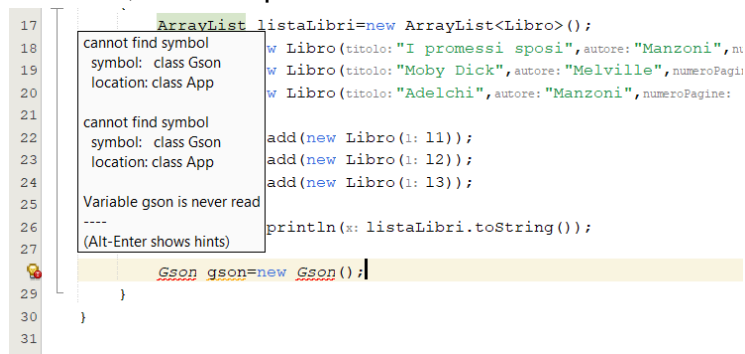 17 ArrayList listaLibri=new ArrayList<Libro>();
cannot find symbol
symbol: class Gson
location: class App
cannot find symbol
symbol: class Gson
location: class App
Variable gson is never read
----
(Alt-Enter shows hints)
18 w Libro(titolo:"I promessi sposi",autore:"Manzoni",nu
19 w Libro(titolo:"Moby Dick",autore:"Melville",numeroPagin
20 w Libro(titolo:"Adelchi",autore:"Manzoni",numeroPagine:
21
22 add(new Libro(l: l1));
23 add(new Libro(l: l2));
24 add(new Libro(l: l3));
25
26 println(x: listaLibri.toString());
27
Gson gson=new Gson();
29 }
30 }
31